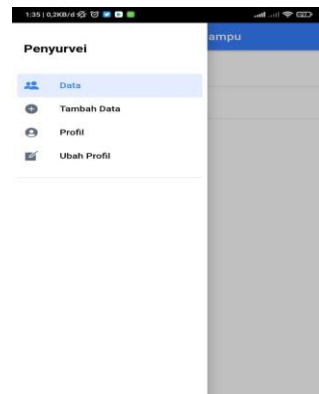 1:35 | 0,2KB/d
ampu
Penyurvei
Data
Tambah Data
Profil
Ubah Profil